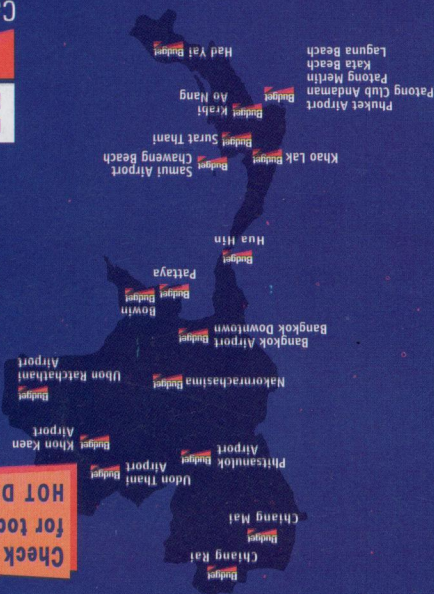 Budget
Chiang Rai
Budget
Chiang Mai
Check
for
HOT D
Budget
Udon Thani
Airport
Budget
Phitsanulok
Airport
Budget
Khon Kaen
Airport
Budget
Ubon Ratchathani
Airport
Nakornrachasima Budget
Bangkok Airport
Bangkok Downtown
Budget
Budget
Bowin
Budget
Pattaya
Budget
Hua Hin
Khao Lak Budget
Budget
Samui Airport
Chaweng Beach
Budget
Surat Thani
Budget
Krabi
Ao Nang
Phuket Airport
Patong Club Andaman
Patong Merlin
Kata Beach
Laguna Beach
Budget
Budget
Had Yai